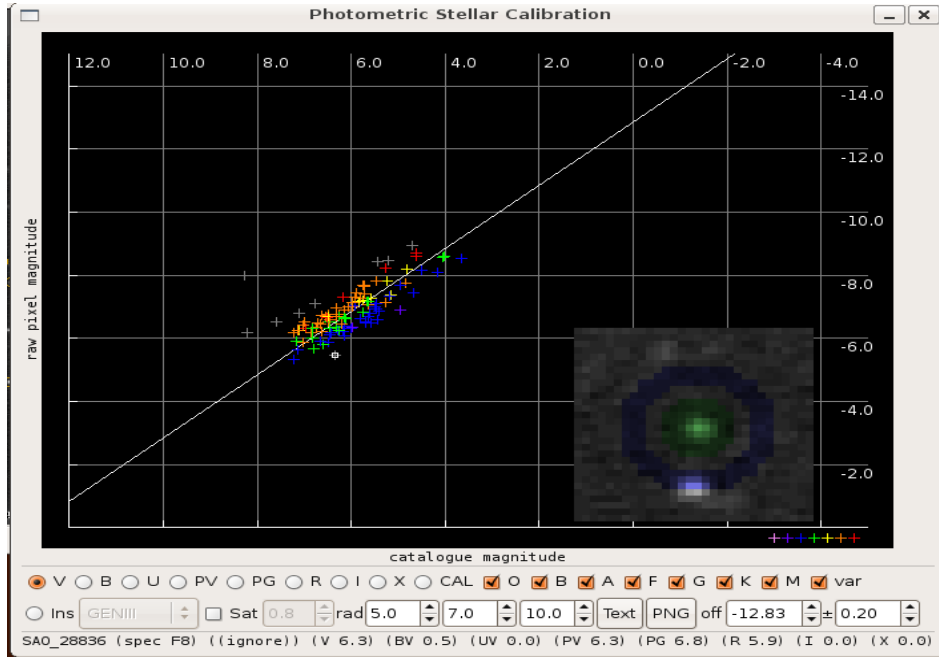 Photometric Stellar Calibration
12.0 10.0 8.0 6.0 4.0 2.0 0.0 -2.0 -4.0
-14.0
-12.0
-10.0
-8.0
-6.0
-4.0
-2.0
raw pixel magnitude
catalogue magnitude
V B U PV PG R I X CAL O B A F G K M var
Ins GENIII Sat 0.8 rad 5.0 7.0 10.0 Text PNG off -12.83 ± 0.20
SAO_28836 (spec F8) ((ignore)) (V 6.3) (BV 0.5) (UV 0.0) (PV 6.3) (PG 6.8) (R 5.9) (I 0.0) (X 0.0)